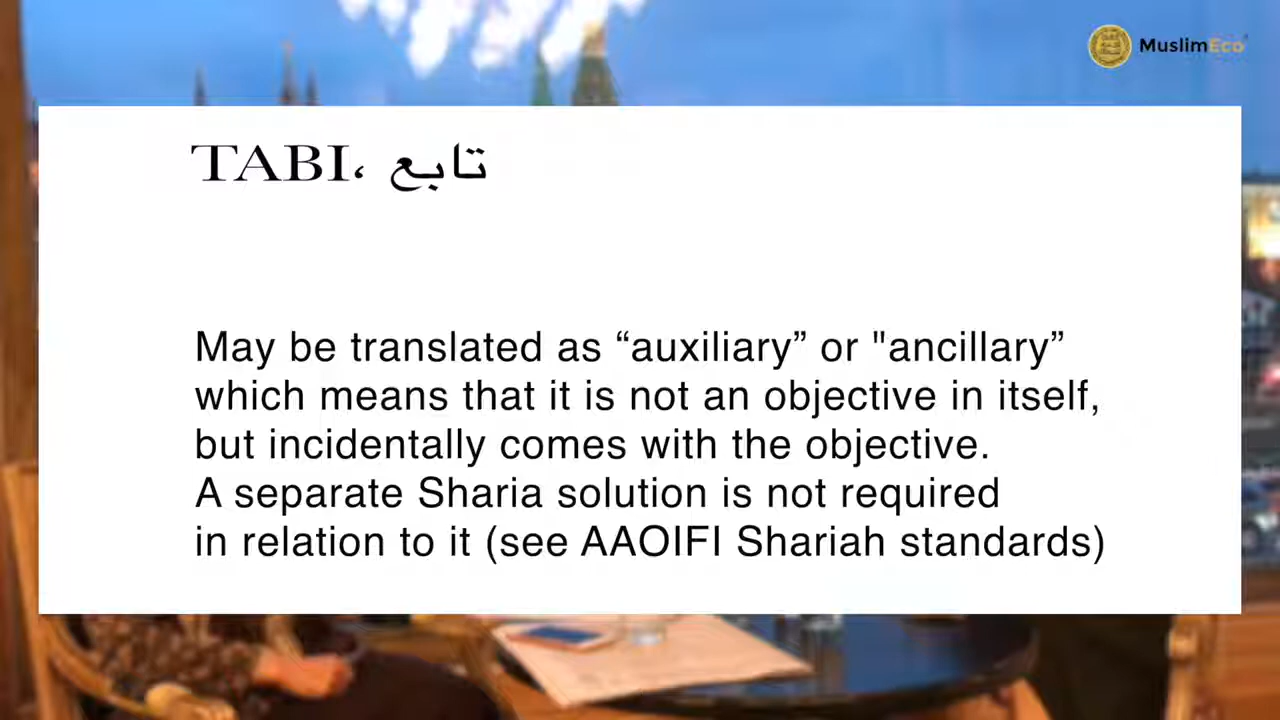 MuslimEco
TABI، تابع
May be translated as “auxiliary” or "ancillary”
which means that it is not an objective in itself,
but incidentally comes with the objective.
A separate Sharia solution is not required
in relation to it (see AAOIFI Shariah standards)